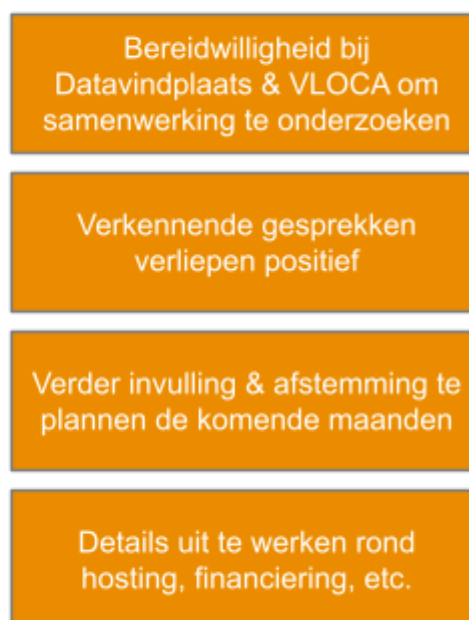 Bereidwilligheid bij
Datavindplaats & VLOCA om
samenwerking te onderzoeken
Verkennende gesprekken
verliepen positief
Verder invulling & afstemming te
plannen de komende maanden
Details uit te werken rond
hosting, financiering, etc.